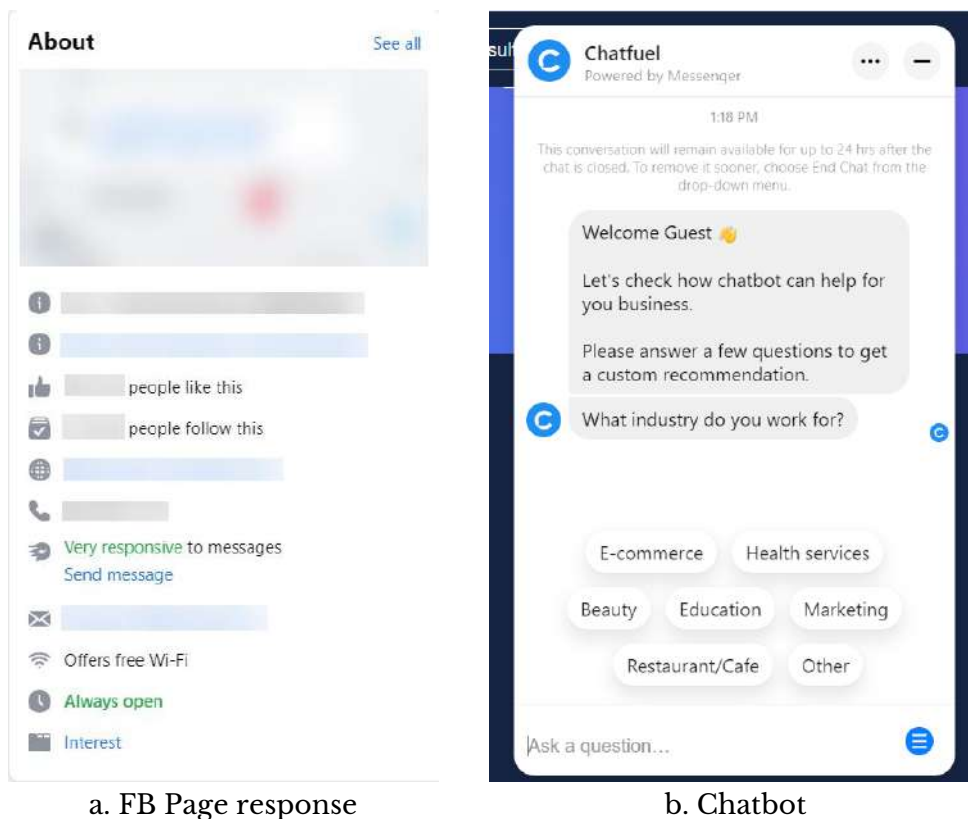 About
See all
people like this
people follow this
Very responsive to messages
Send message
Offers free Wi-Fi
Always open
Interest
a. FB Page response
Chatfuel
Powered by Messenger
1:18 PM
This conversation will remain available for up to 24 hrs after the
chat is closed. To remove it sooner, choose End Chat from the
drop-down menu.
Welcome Guest 👋
Let's check how chatbot can help for
you business.
Please answer a few questions to get
a custom recommendation.
What industry do you work for?
E-commerce
Health services
Beauty
Education
Marketing
Restaurant/Cafe
Other
Ask a question...
b. Chatbot